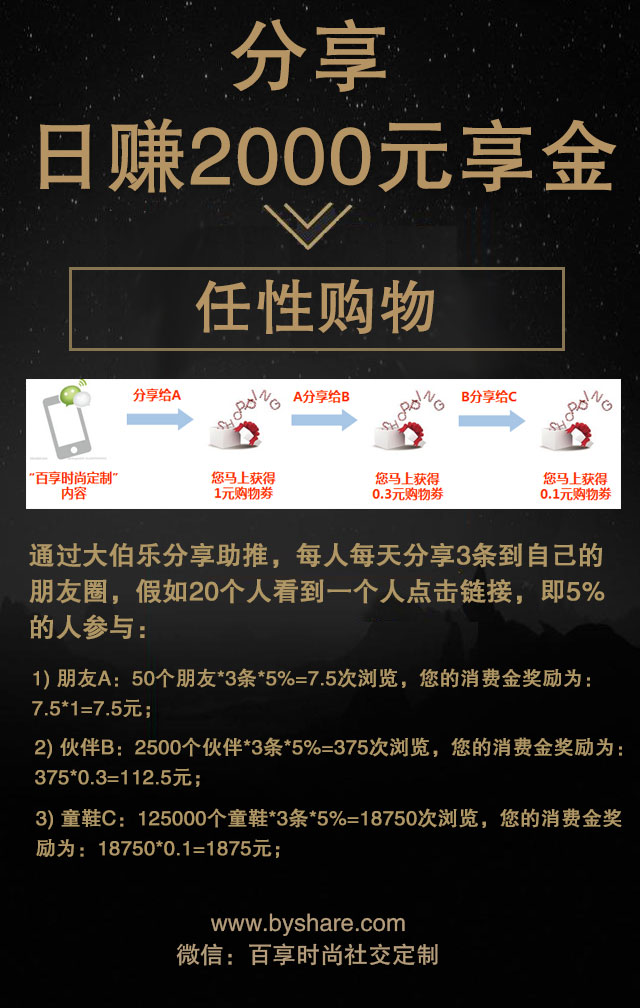 分享
日赚2000元享金
任性购物
分享给A
A分享给B
B分享给C
SHOPPING
SHOPPING
SHOPPING
"百享时尚定制"
内容
您马上获得
1元购物券
您马上获得
0.3元购物券
您马上获得
0.1元购物券
通过大伯乐分享助推，每人每天分享3条到自己的
朋友圈，假如20个人看到一个人点击链接，即5%
的人参与：
1) 朋友A：50个朋友*3条*5%=7.5次浏览，您的消费金奖励为：
7.5*1=7.5元；
2) 伙伴B：2500个伙伴*3条*5%=375次浏览，您的消费金奖励为：
375*0.3=112.5元；
3) 童鞋C：125000个童鞋*3条*5%=18750次浏览，您的消费金奖
励为：18750*0.1=1875元；
www.byshare.com
微信：百享时尚社交定制